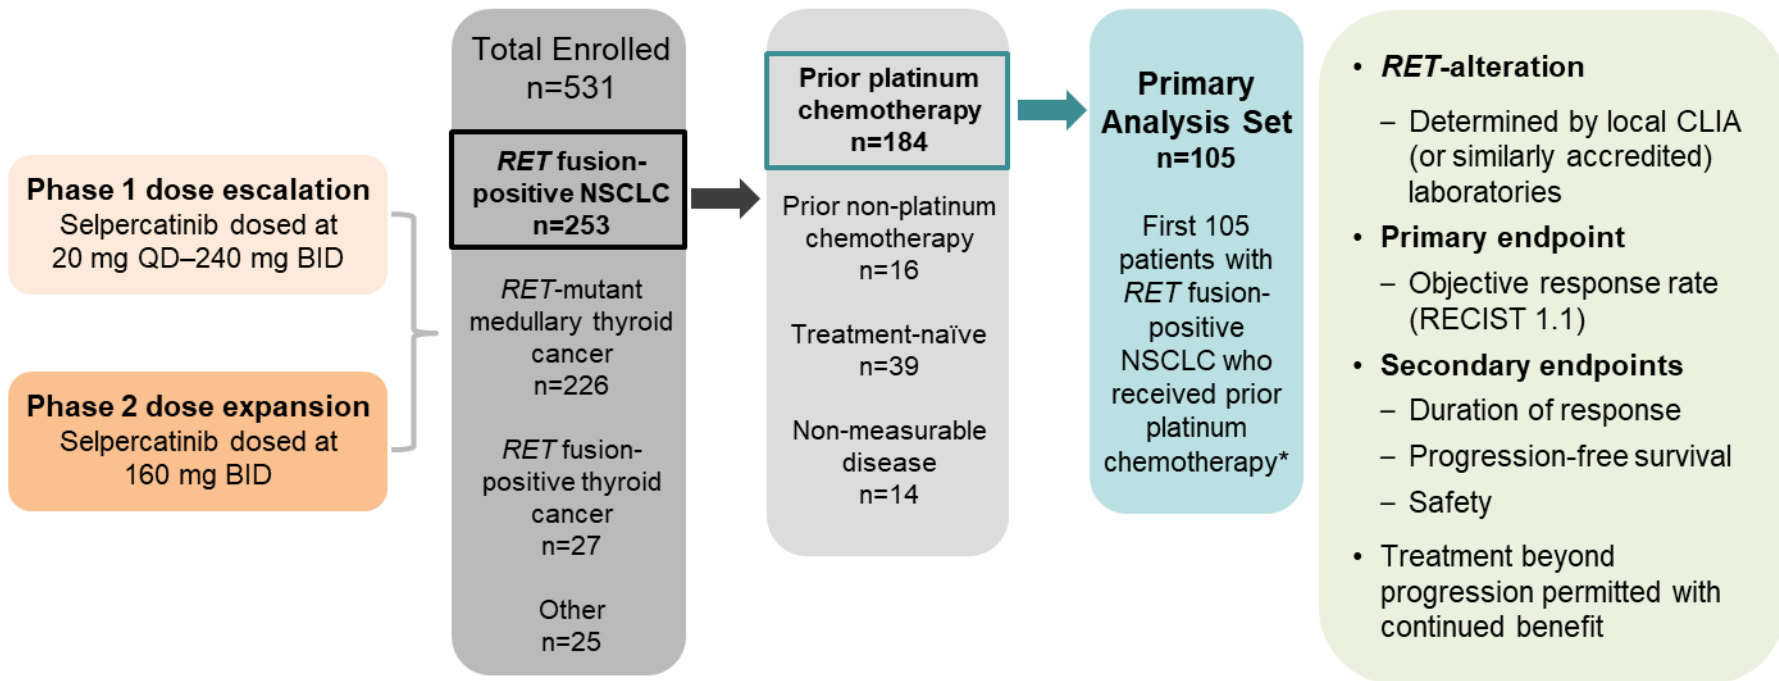 Phase 1 dose escalation
Selpercatinib dosed at
20 mg QD–240 mg BID
Phase 2 dose expansion
Selpercatinib dosed at
160 mg BID
Total Enrolled
n=531
RET fusion-
positive NSCLC
n=253
RET-mutant
medullary thyroid
cancer
n=226
RET fusion-
positive thyroid
cancer
n=27
Other
n=25
Prior platinum
chemotherapy
n=184
Prior non-platinum
chemotherapy
n=16
Treatment-naïve
n=39
Non-measurable
disease
n=14
Primary
Analysis Set
n=105
First 105
patients with
RET fusion-
positive
NSCLC who
received prior
platinum
chemotherapy*
• RET-alteration
– Determined by local CLIA
(or similarly accredited)
laboratories
• Primary endpoint
– Objective response rate
(RECIST 1.1)
• Secondary endpoints
– Duration of response
– Progression-free survival
– Safety
• Treatment beyond
progression permitted with
continued benefit